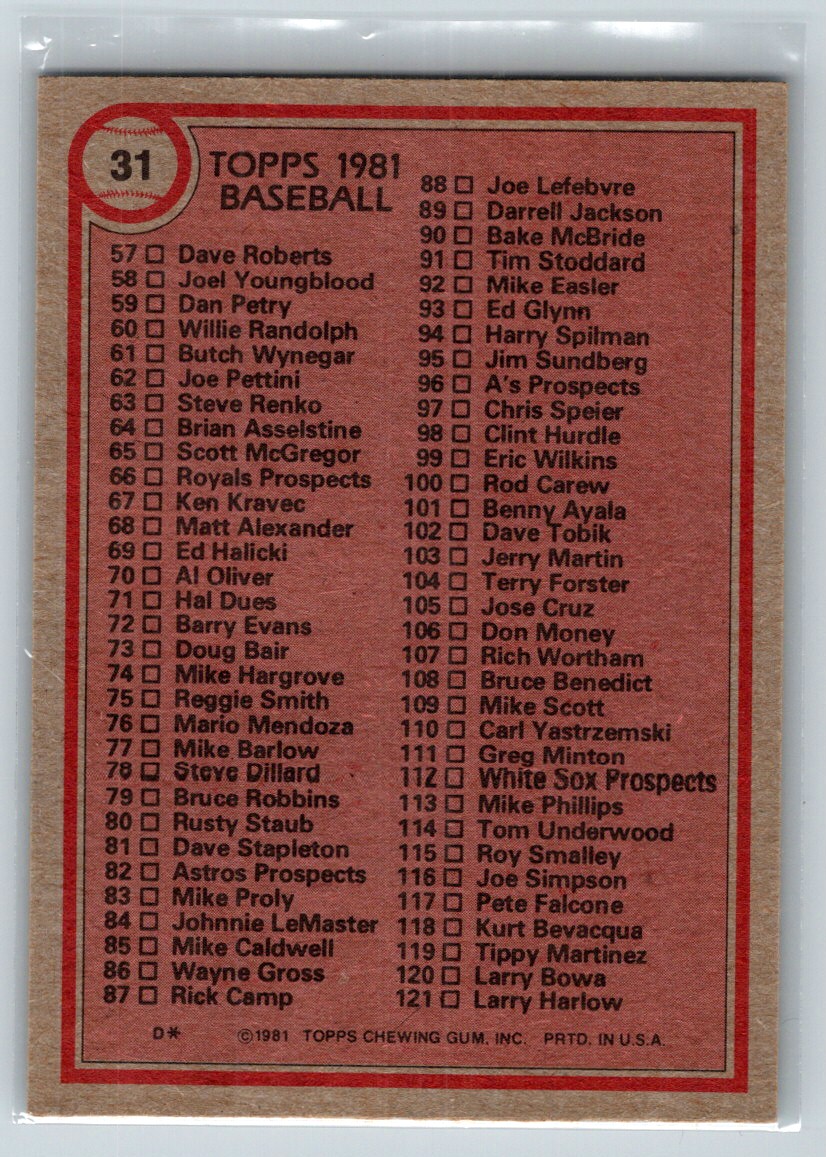 31
TOPPS 1981
BASEBALL
57 ☐ Dave Roberts
58 ☐ Joel Youngblood
59 ☐ Dan Petry
60 ☐ Willie Randolph
61 ☐ Butch Wynegar
62 ☐ Joe Pettini
63 ☐ Steve Renko
64 ☐ Brian Asselstine
65 ☐ Scott McGregor
66 ☐ Royals Prospects
67 ☐ Ken Kravec
68 ☐ Matt Alexander
69 ☐ Ed Halicki
70 ☐ Al Oliver
71 ☐ Hal Dues
72 ☐ Barry Evans
73 ☐ Doug Bair
74 ☐ Mike Hargrove
75 ☐ Reggie Smith
76 ☐ Mario Mendoza
77 ☐ Mike Barlow
78 ☐ Steve Dillard
79 ☐ Bruce Robbins
80 ☐ Rusty Staub
81 ☐ Dave Stapleton
82 ☐ Astros Prospects
83 ☐ Mike Proly
84 ☐ Johnnie LeMaster
85 ☐ Mike Caldwell
86 ☐ Wayne Gross
87 ☐ Rick Camp
88 ☐ Joe Lefebvre
89 ☐ Darrell Jackson
90 ☐ Bake McBride
91 ☐ Tim Stoddard
92 ☐ Mike Easler
93 ☐ Ed Glynn
94 ☐ Harry Spilman
95 ☐ Jim Sundberg
96 ☐ A's Prospects
97 ☐ Chris Speier
98 ☐ Clint Hurdle
99 ☐ Eric Wilkins
100 ☐ Rod Carew
101 ☐ Benny Ayala
102 ☐ Dave Tobik
103 ☐ Jerry Martin
104 ☐ Terry Forster
105 ☐ Jose Cruz
106 ☐ Don Money
107 ☐ Rich Wortham
108 ☐ Bruce Benedict
109 ☐ Mike Scott
110 ☐ Carl Yastrzemski
111 ☐ Greg Minton
112 ☐ White Sox Prospects
113 ☐ Mike Phillips
114 ☐ Tom Underwood
115 ☐ Roy Smalley
116 ☐ Joe Simpson
117 ☐ Pete Falcone
118 ☐ Kurt Bevacqua
119 ☐ Tippy Martinez
120 ☐ Larry Bowa
121 ☐ Larry Harlow
D* ©1981 TOPPS CHEWING GUM, INC. PRTD. IN U.S.A.